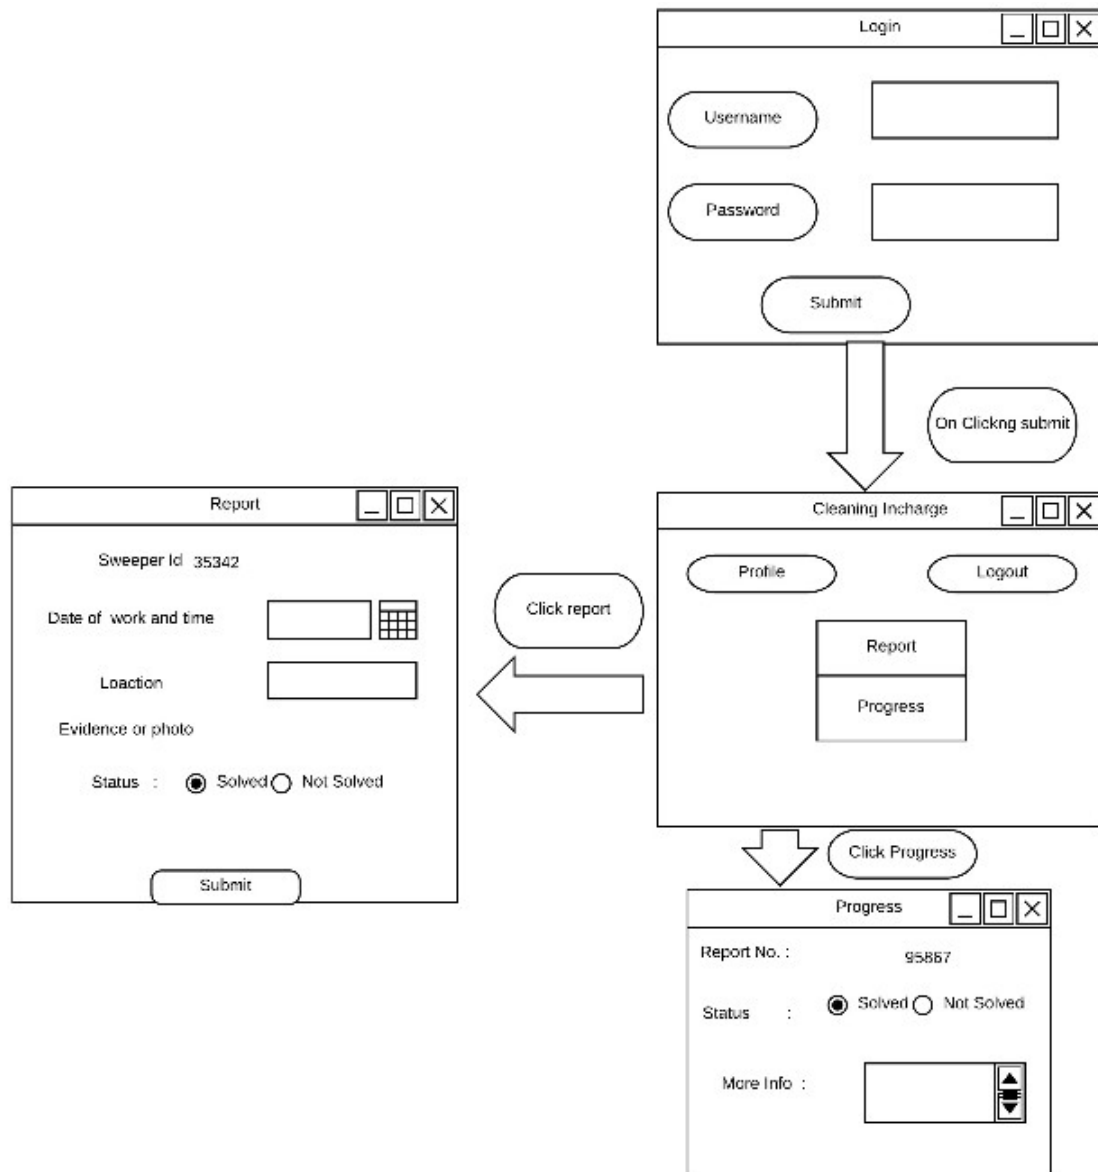 Login
Username
Password
Submit
On Clickng submit
Cleaning Incharge
Profile
Logout
Report
Progress
Click report
Report
Sweeper Id 35342
Date of work and time
Loaction
Evidence or photo
Status : Solved Not Solved
Submit
Click Progress
Progress
Report No. : 95867
Status : Solved Not Solved
More Info :